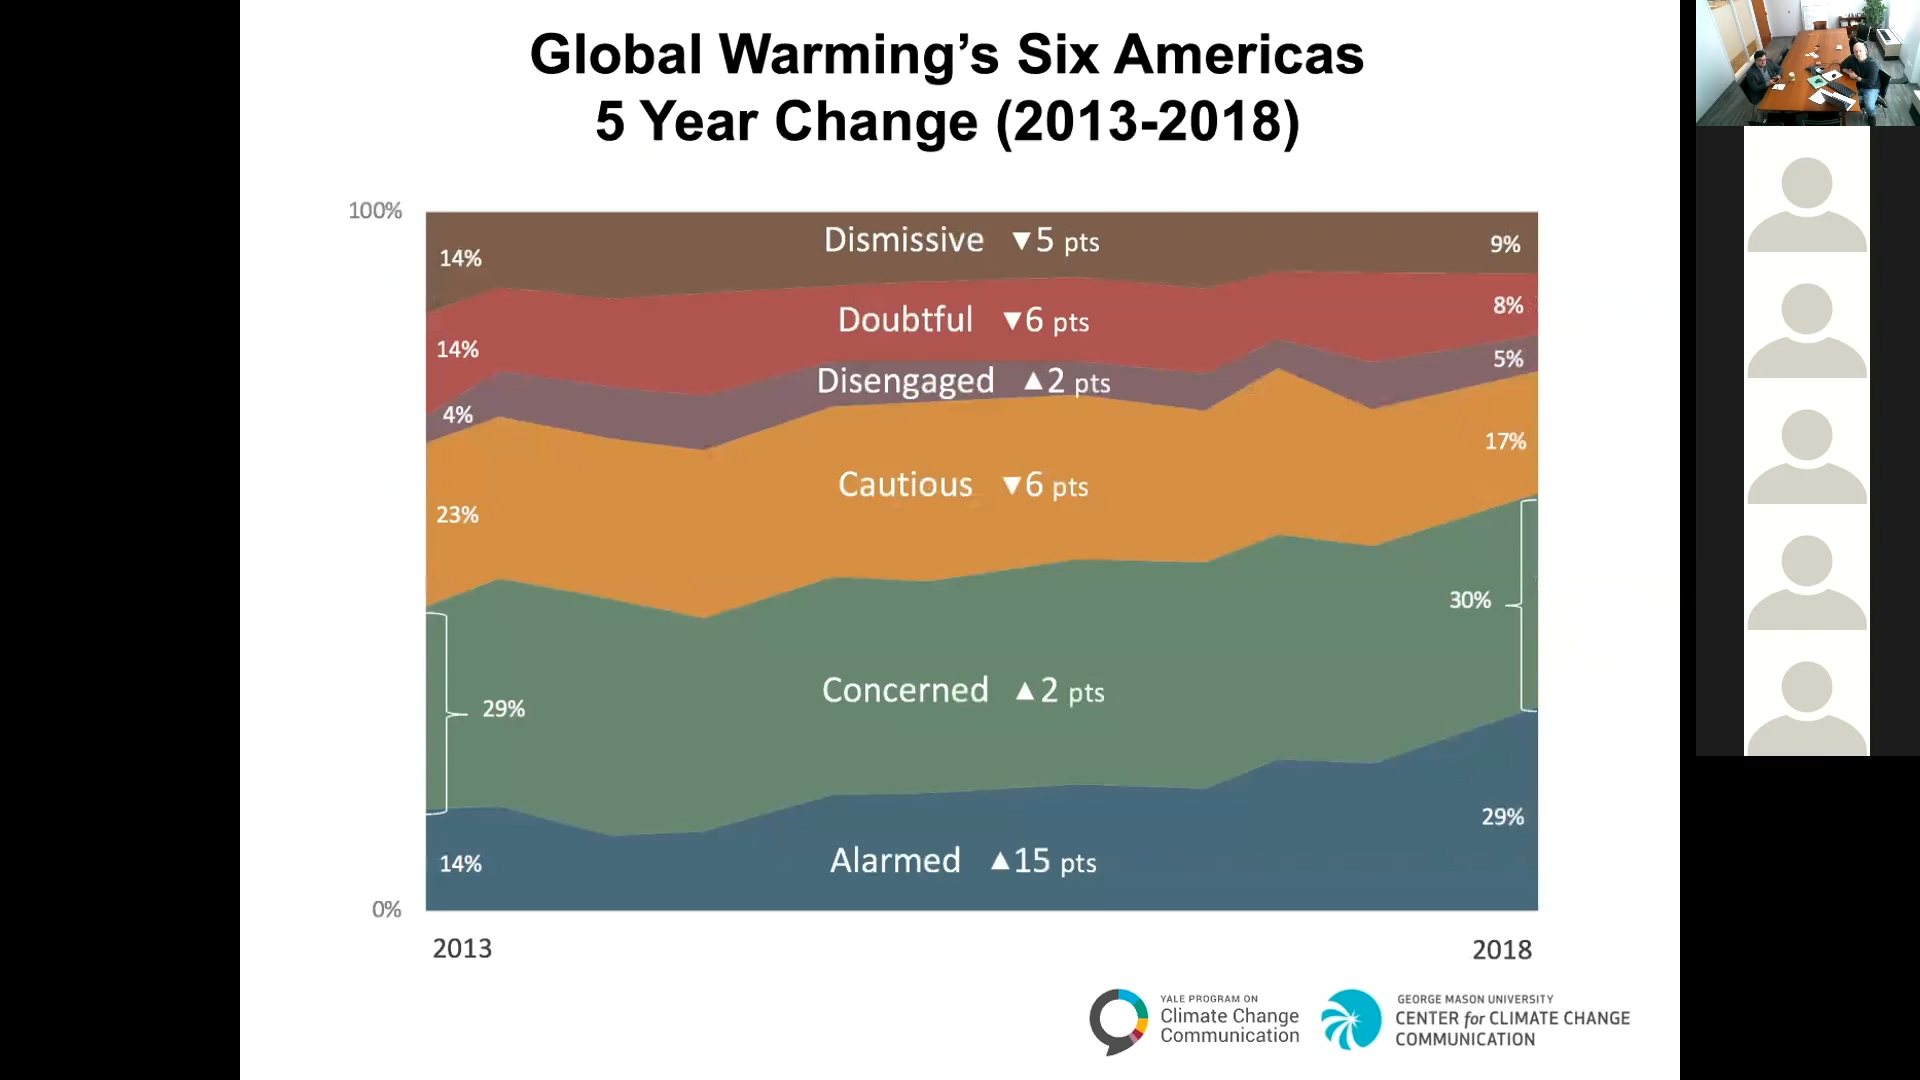 Global Warming’s Six Americas
5 Year Change (2013-2018)
100%
14%
Dismissive ▼5 pts
9%
14%
Doubtful ▼6 pts
8%
4%
Disengaged ▲2 pts
5%
23%
Cautious ▼6 pts
17%
29%
Concerned ▲2 pts
30%
14%
Alarmed ▲15 pts
29%
0%
2013
2018
YALE PROGRAM ON
Climate Change
Communication
GEORGE MASON UNIVERSITY
CENTER for CLIMATE CHANGE
COMMUNICATION